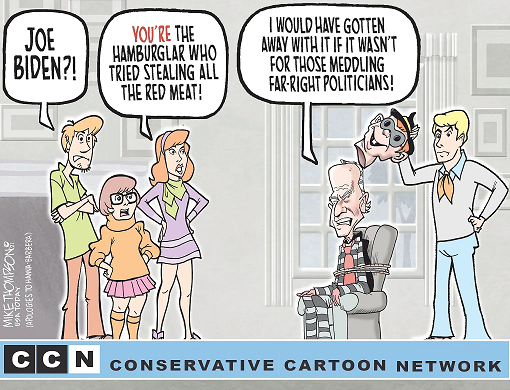 JOE
BIDEN?!
YOU'RE THE
HAMBURGLAR WHO
TRIED STEALING ALL
THE RED MEAT!
I WOULD HAVE GOTTEN
AWAY WITH IT IF IT WASN'T
FOR THOSE MEDDLING
FAR-RIGHT POLITICIANS!
MIKE THOMPSON
USA TODAY
(APOLOGIES TO HANNA-BARBERA)
CCN CONSERVATIVE CARTOON NETWORK